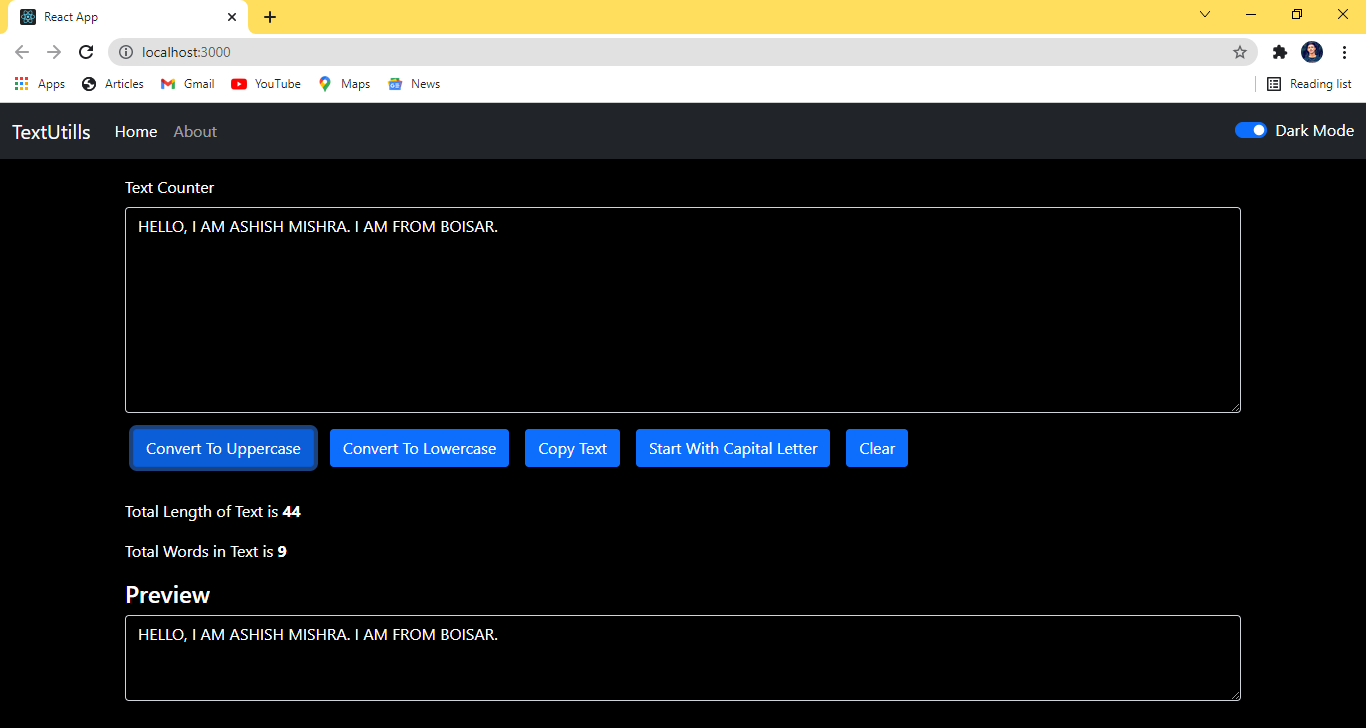 React App
localhost:3000
Apps Articles Gmail YouTube Maps News Reading list
TextUtills Home About Dark Mode
Text Counter
HELLO, I AM ASHISH MISHRA. I AM FROM BOISAR.
Convert To Uppercase Convert To Lowercase Copy Text Start With Capital Letter Clear
Total Length of Text is 44
Total Words in Text is 9
Preview
HELLO, I AM ASHISH MISHRA. I AM FROM BOISAR.